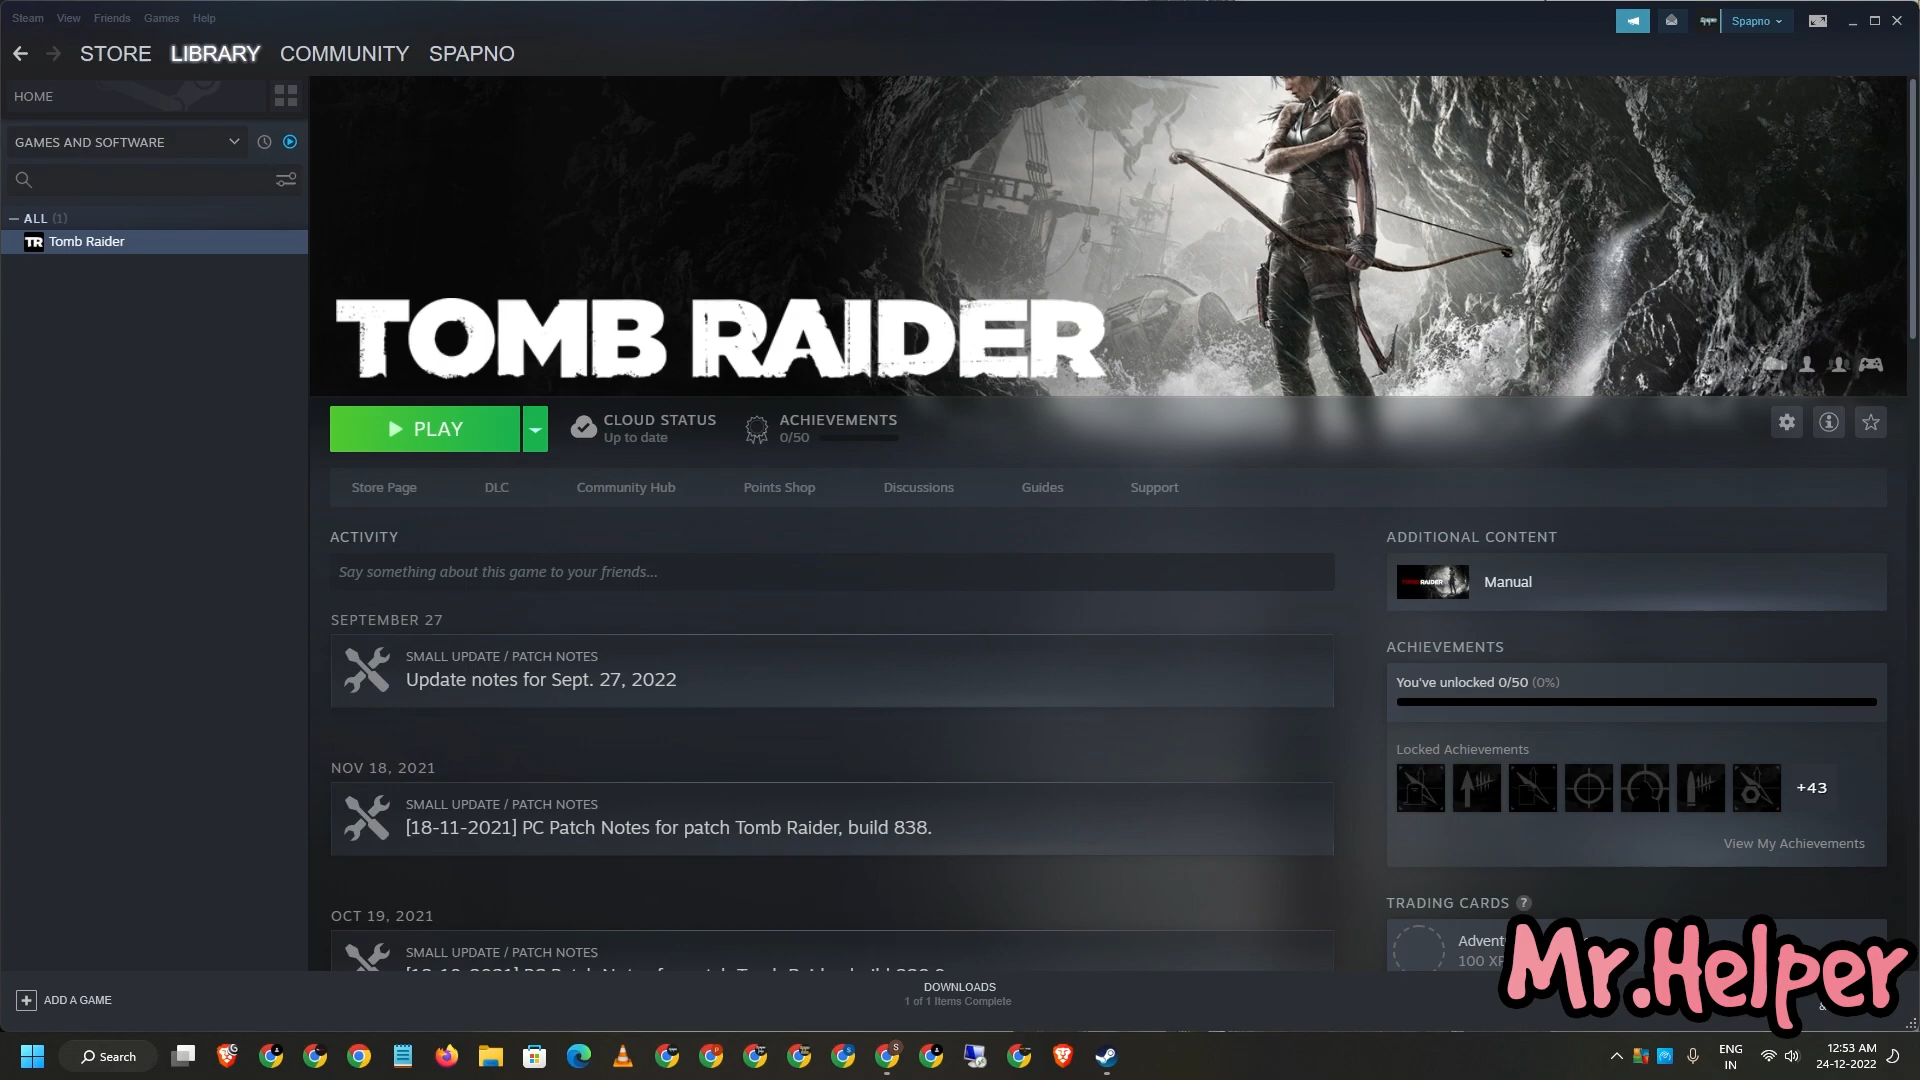 Steam View Friends Games Help
Spapno
STORE LIBRARY COMMUNITY SPAPNO
HOME
GAMES AND SOFTWARE
ALL (1)
TR Tomb Raider
TOMB RAIDER
PLAY
CLOUD STATUS
Up to date
ACHIEVEMENTS
0/50
Store Page DLC Community Hub Points Shop Discussions Guides Support
ACTIVITY
Say something about this game to your friends...
SEPTEMBER 27
SMALL UPDATE / PATCH NOTES
Update notes for Sept. 27, 2022
NOV 18, 2021
SMALL UPDATE / PATCH NOTES
[18-11-2021] PC Patch Notes for patch Tomb Raider, build 838.
OCT 19, 2021
SMALL UPDATE / PATCH NOTES
ADDITIONAL CONTENT
Manual
ACHIEVEMENTS
You've unlocked 0/50 (0%)
Locked Achievements
+43
View My Achievements
TRADING CARDS ?
100 XP
Mr.Helper
ADD A GAME
DOWNLOADS
1 of 1 Items Complete
Search
ENG
IN
12:53 AM
24-12-2022